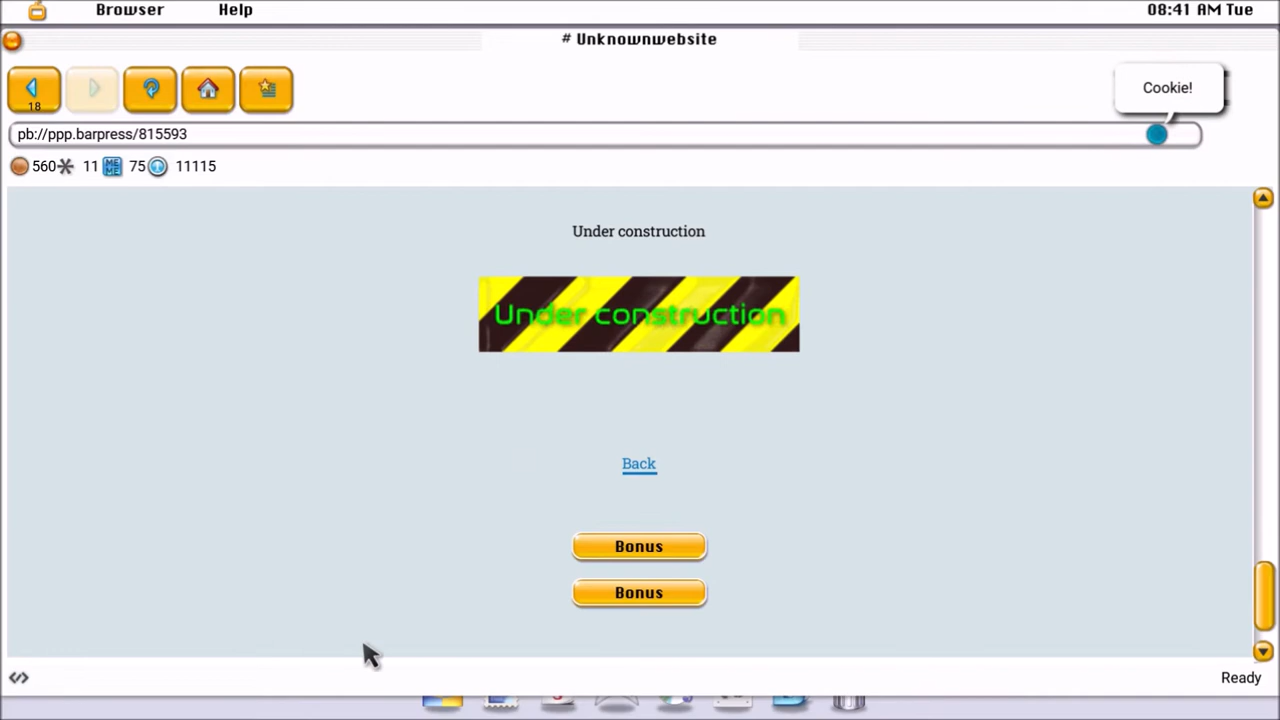 Browser Help 08:41 AM Tue
# Unknownwebsite
18
Cookie!
pb://ppp.barpress/815593
560 11 MEME 75 11115
Under construction
Under construction
Back
Bonus
Bonus
Ready